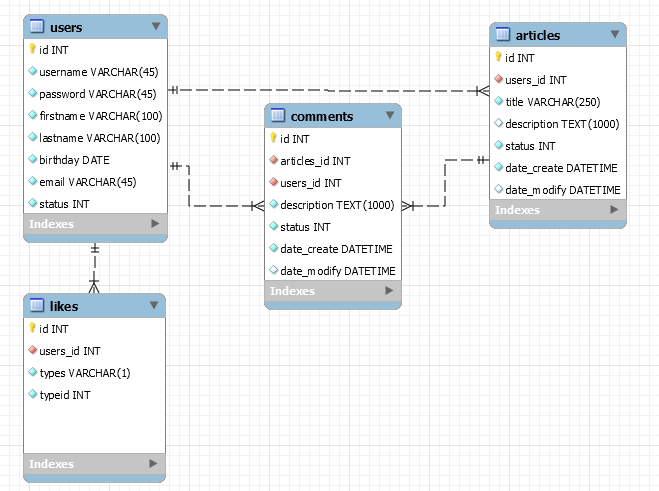 users
id INT
username VARCHAR(45)
password VARCHAR(45)
firstname VARCHAR(100)
lastname VARCHAR(100)
birthday DATE
email VARCHAR(45)
status INT
Indexes
articles
id INT
users_id INT
title VARCHAR(250)
description TEXT(1000)
status INT
date_create DATETIME
date_modify DATETIME
Indexes
comments
id INT
articles_id INT
users_id INT
description TEXT(1000)
status INT
date_create DATETIME
date_modify DATETIME
Indexes
likes
id INT
users_id INT
types VARCHAR(1)
typeid INT
Indexes